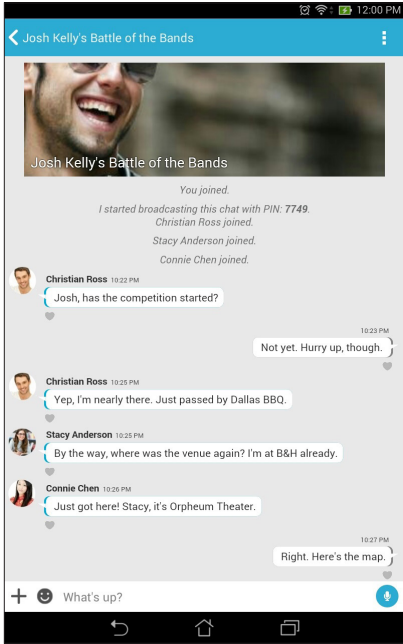 12:00 PM
Josh Kelly's Battle of the Bands
Josh Kelly's Battle of the Bands
You joined.
I started broadcasting this chat with PIN: 7749.
Christian Ross joined.
Stacy Anderson joined.
Connie Chen joined.
Christian Ross 10:22 PM
Josh, has the competition started?
10:23 PM
Not yet. Hurry up, though.
Christian Ross 10:25 PM
Yep, I'm nearly there. Just passed by Dallas BBQ.
Stacy Anderson 10:25 PM
By the way, where was the venue again? I'm at B&H already.
Connie Chen 10:26 PM
Just got here! Stacy, it's Orpheum Theater.
10:27 PM
Right. Here's the map.
What's up?